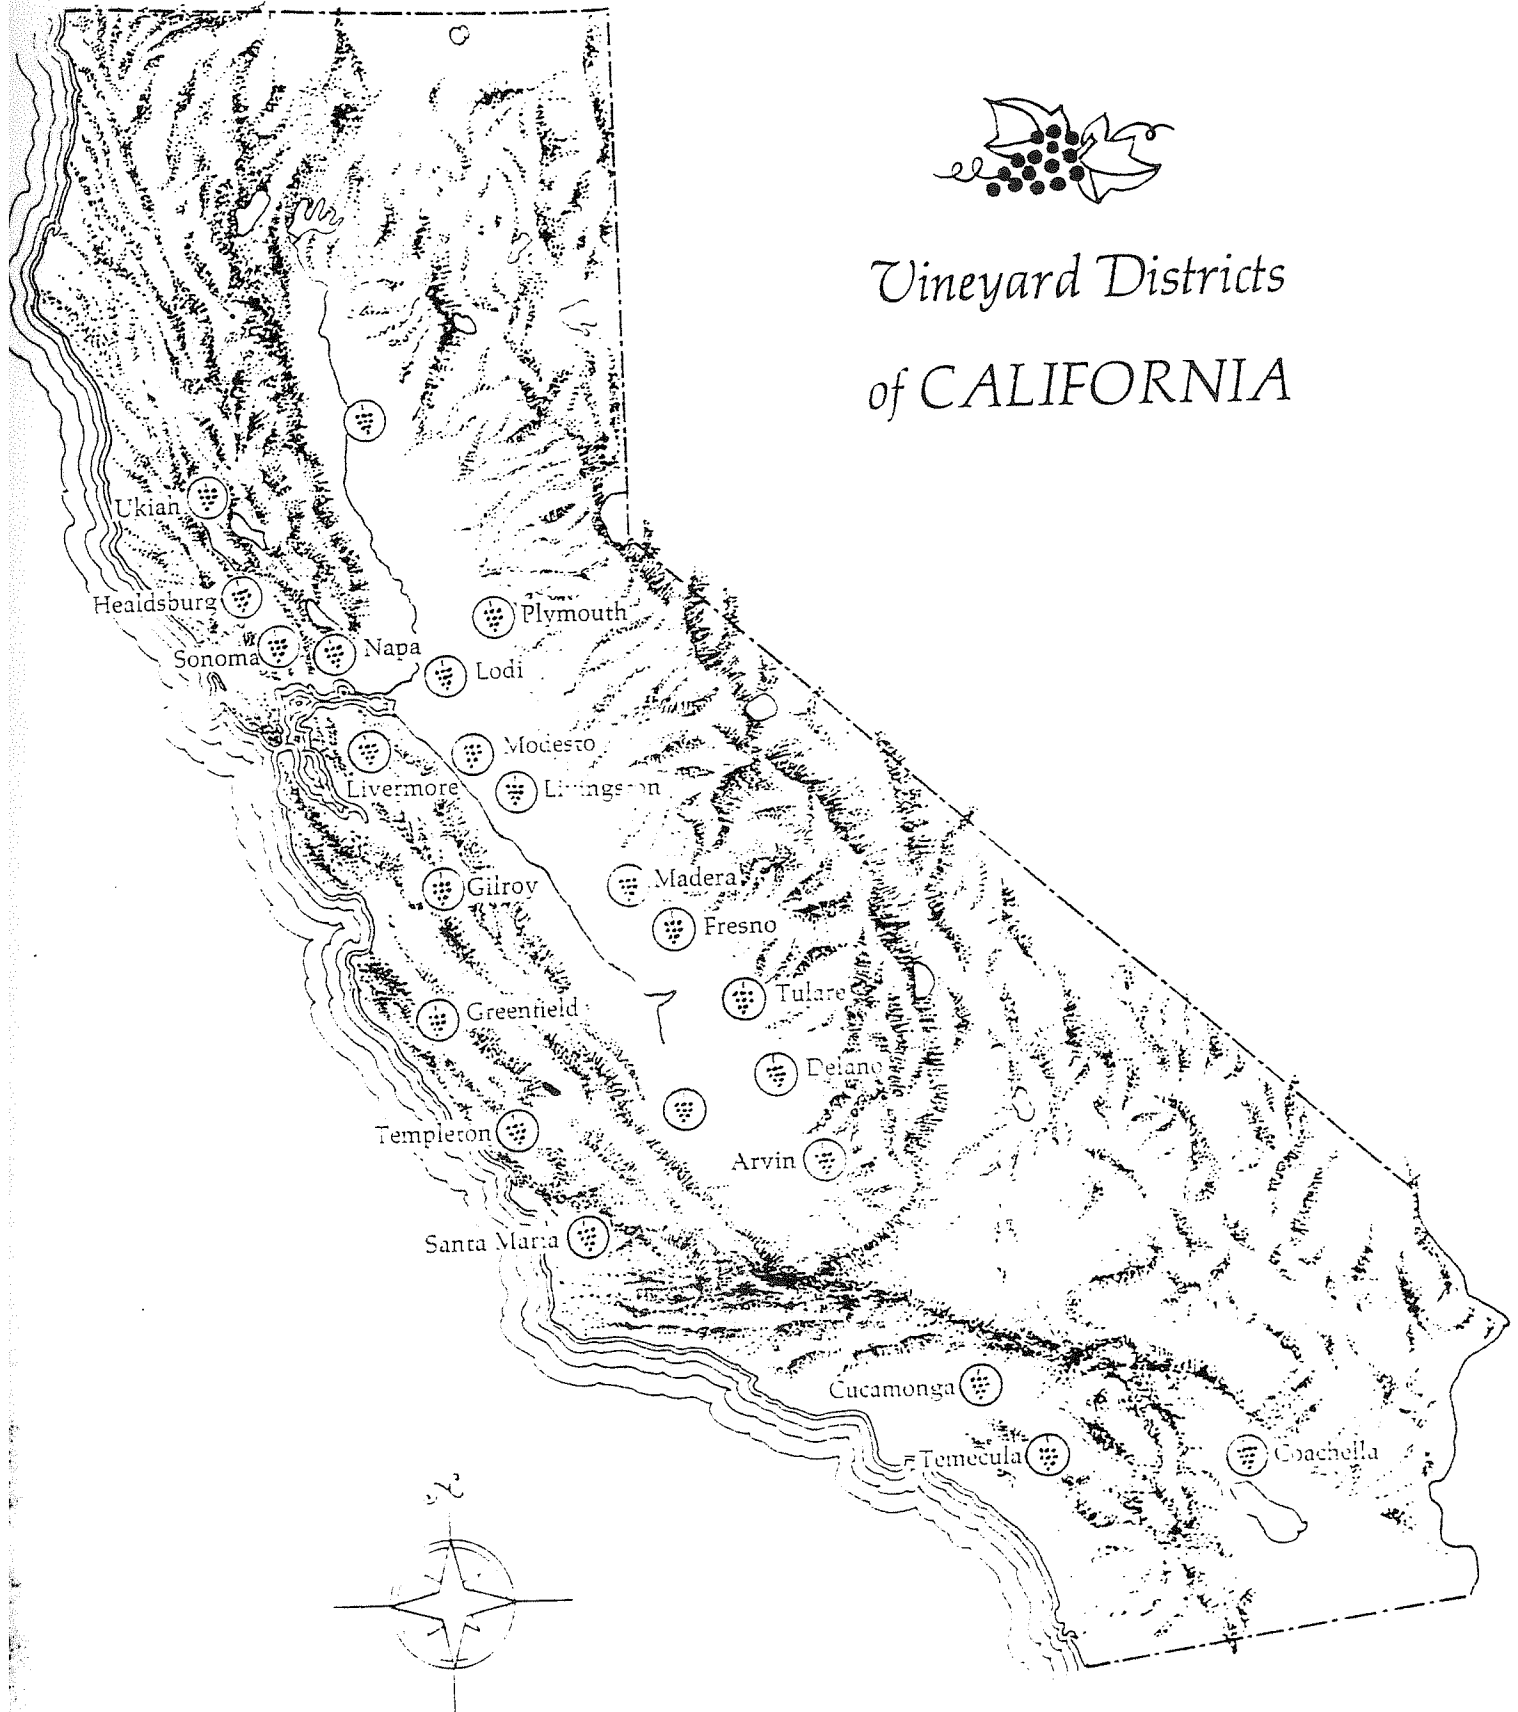 Vineyard Districts
of CALIFORNIA
Ukiah
Healdsburg
Plymouth
Sonoma
Napa
Lodi
Modesto
Livermore
Livingston
Gilroy
Madera
Fresno
Tulare
Greenfield
Delano
Templeton
Arvin
Santa Maria
Cucamonga
Temecula
Coachella